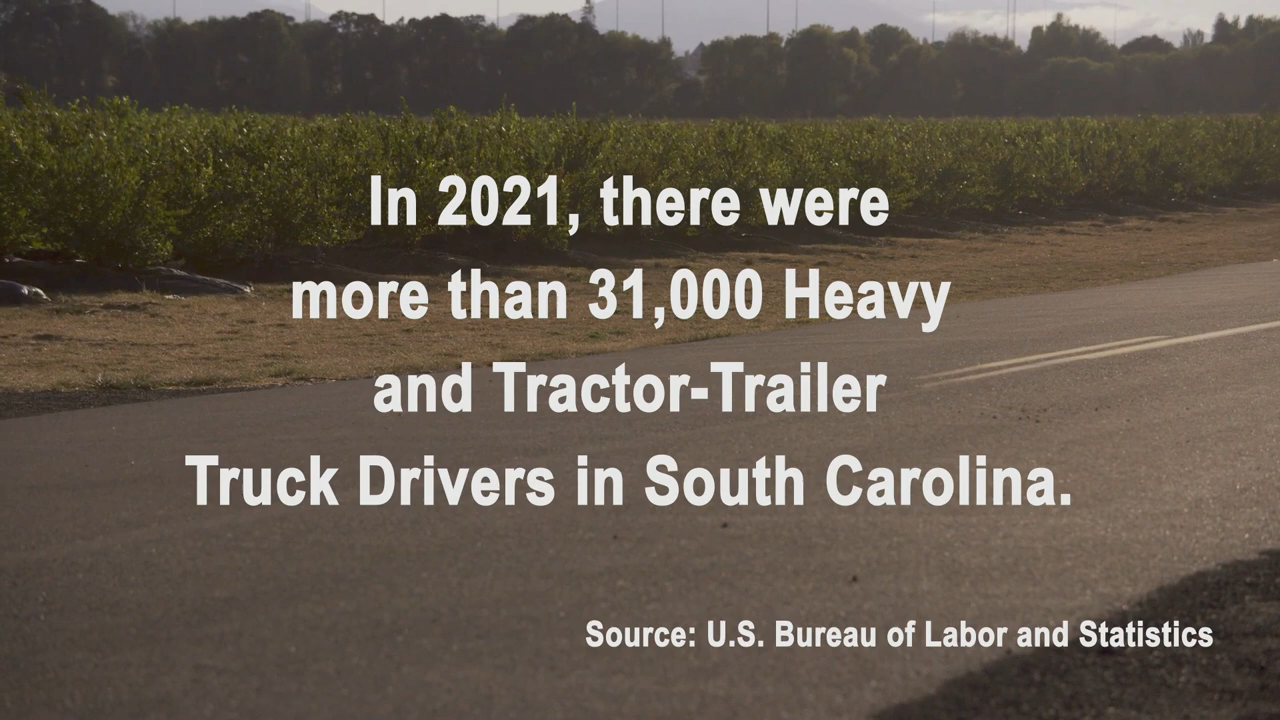 In 2021, there were
more than 31,000 Heavy
and Tractor-Trailer
Truck Drivers in South Carolina.
Source: U.S. Bureau of Labor and Statistics